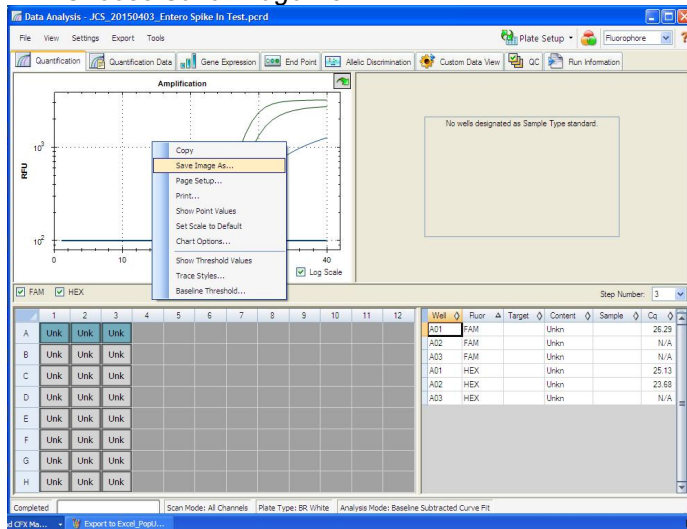 Data Analysis - JCS_20150403_Entero Spike In Test.pcrd
File View Settings Export Tools Plate Setup Fluorophore ?
Quantification Quantification Data Gene Expression End Point Allelic Discrimination Custom Data View QC Run Information
Amplification
RFU
10³
10²
0 10 40
Log Scale
Copy
Save Image As...
Page Setup...
Print...
Show Point Values
Set Scale to Default
Chart Options...
Show Threshold Values
Trace Styles...
Baseline Threshold...
No wells designated as Sample Type standard.
FAM HEX Step Number: 3
1 2 3 4 5 6 7 8 9 10 11 12
A Unk Unk Unk
B Unk Unk Unk
C Unk Unk Unk
D Unk Unk Unk
E Unk Unk Unk
F Unk Unk Unk
G Unk Unk Unk
H Unk Unk Unk
Well Fluor Target Content Sample Cq
A01 FAM Unkn 26.29
A02 FAM Unkn N/A
A03 FAM Unkn N/A
A01 HEX Unkn 25.13
A02 HEX Unkn 23.68
A03 HEX Unkn N/A
Completed Scan Mode: All Channels Plate Type: BR White Analysis Mode: Baseline Subtracted Curve Fit
d CFX Ma... Export to Excel_PopU...